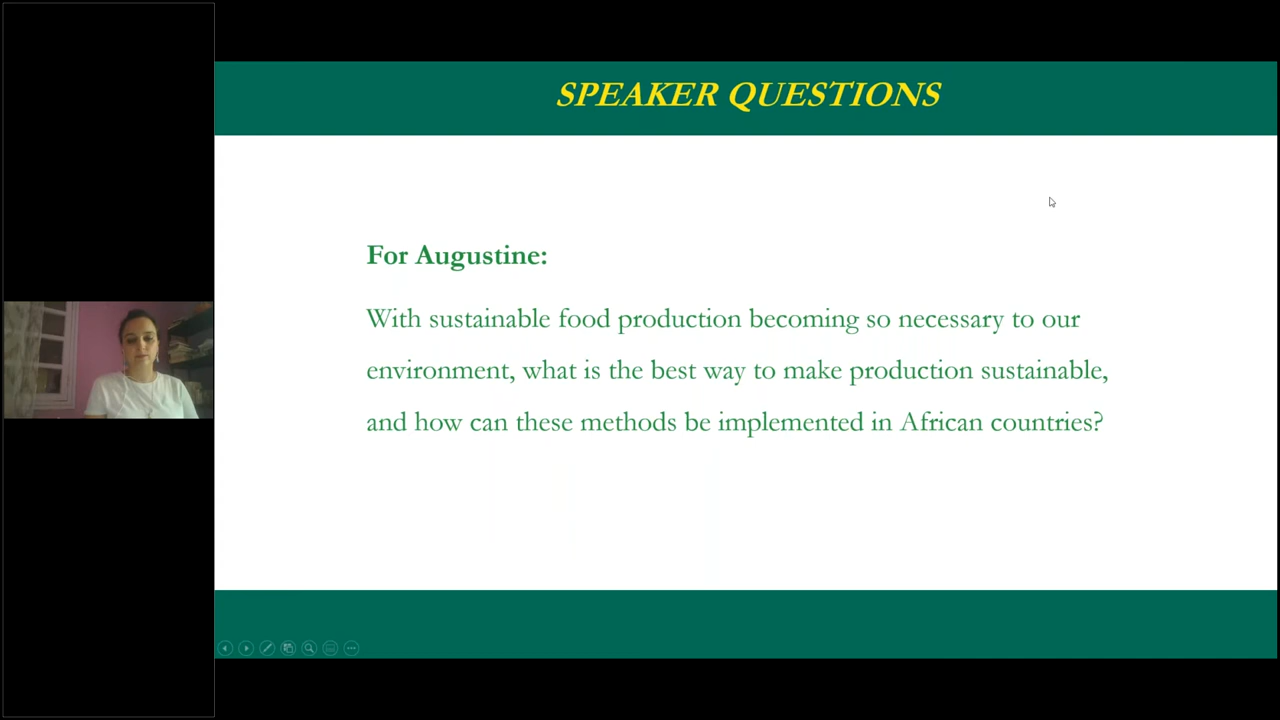 SPEAKER QUESTIONS
For Augustine:
With sustainable food production becoming so necessary to our
environment, what is the best way to make production sustainable,
and how can these methods be implemented in African countries?